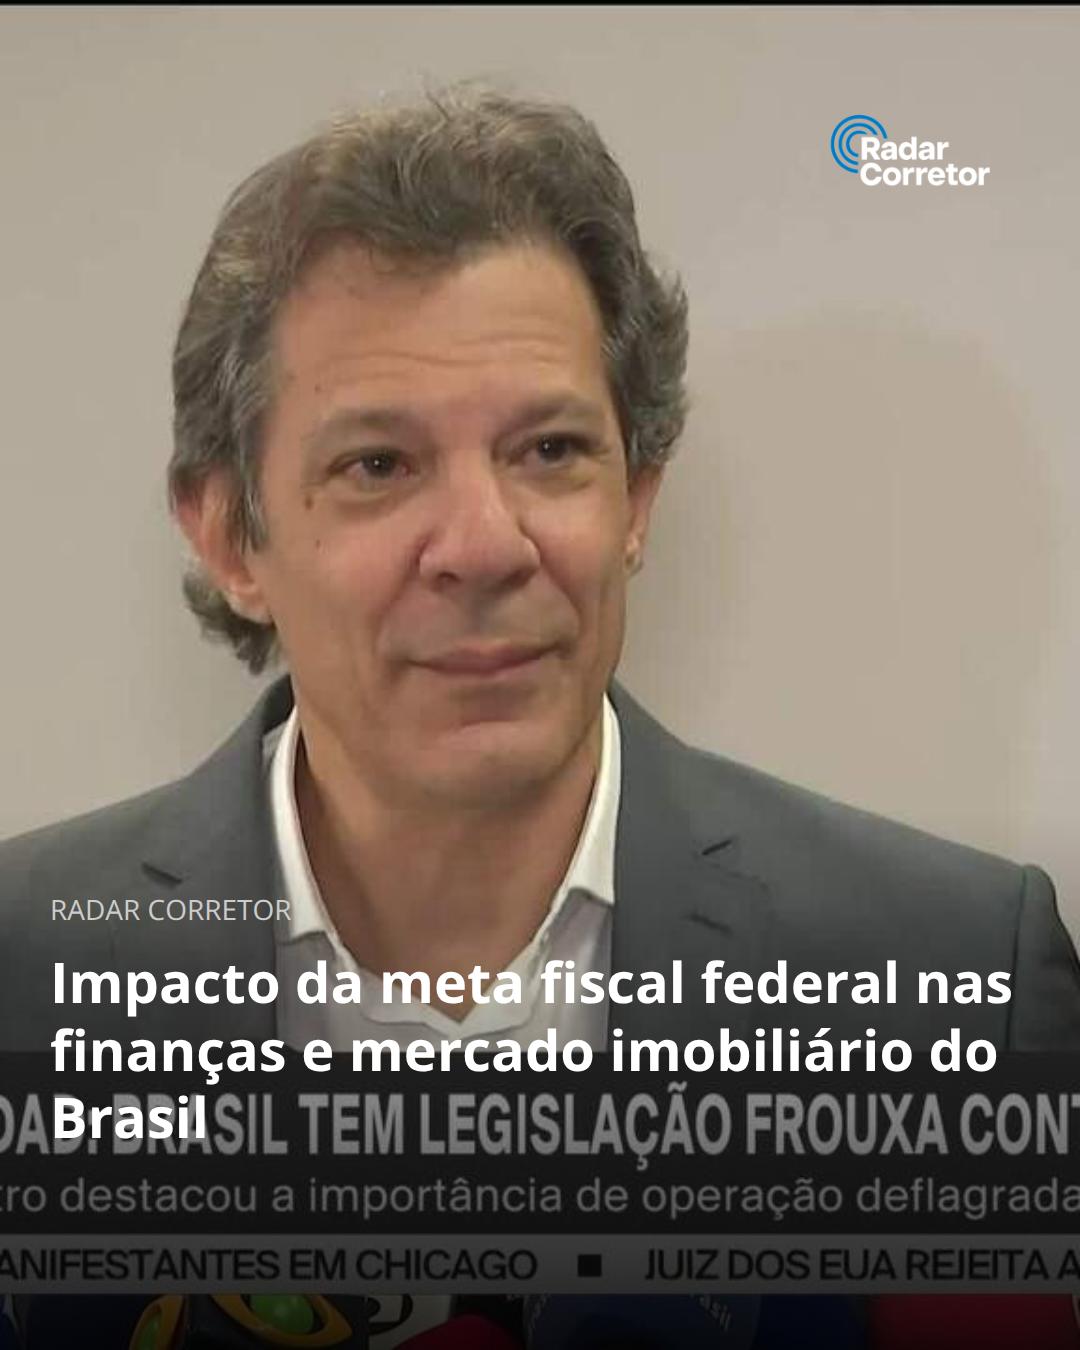 Radar
Corretor
RADAR CORRETOR
Impacto da meta fiscal federal nas
finanças e mercado imobiliário do
Brasil
BRASIL TEM LEGISLAÇÃO FROUXA CONT
tro destacou a importância de operação deflagrada
ANIFESTANTES EM CHICAGO ■ JUIZ DOS EUA REJEITA A